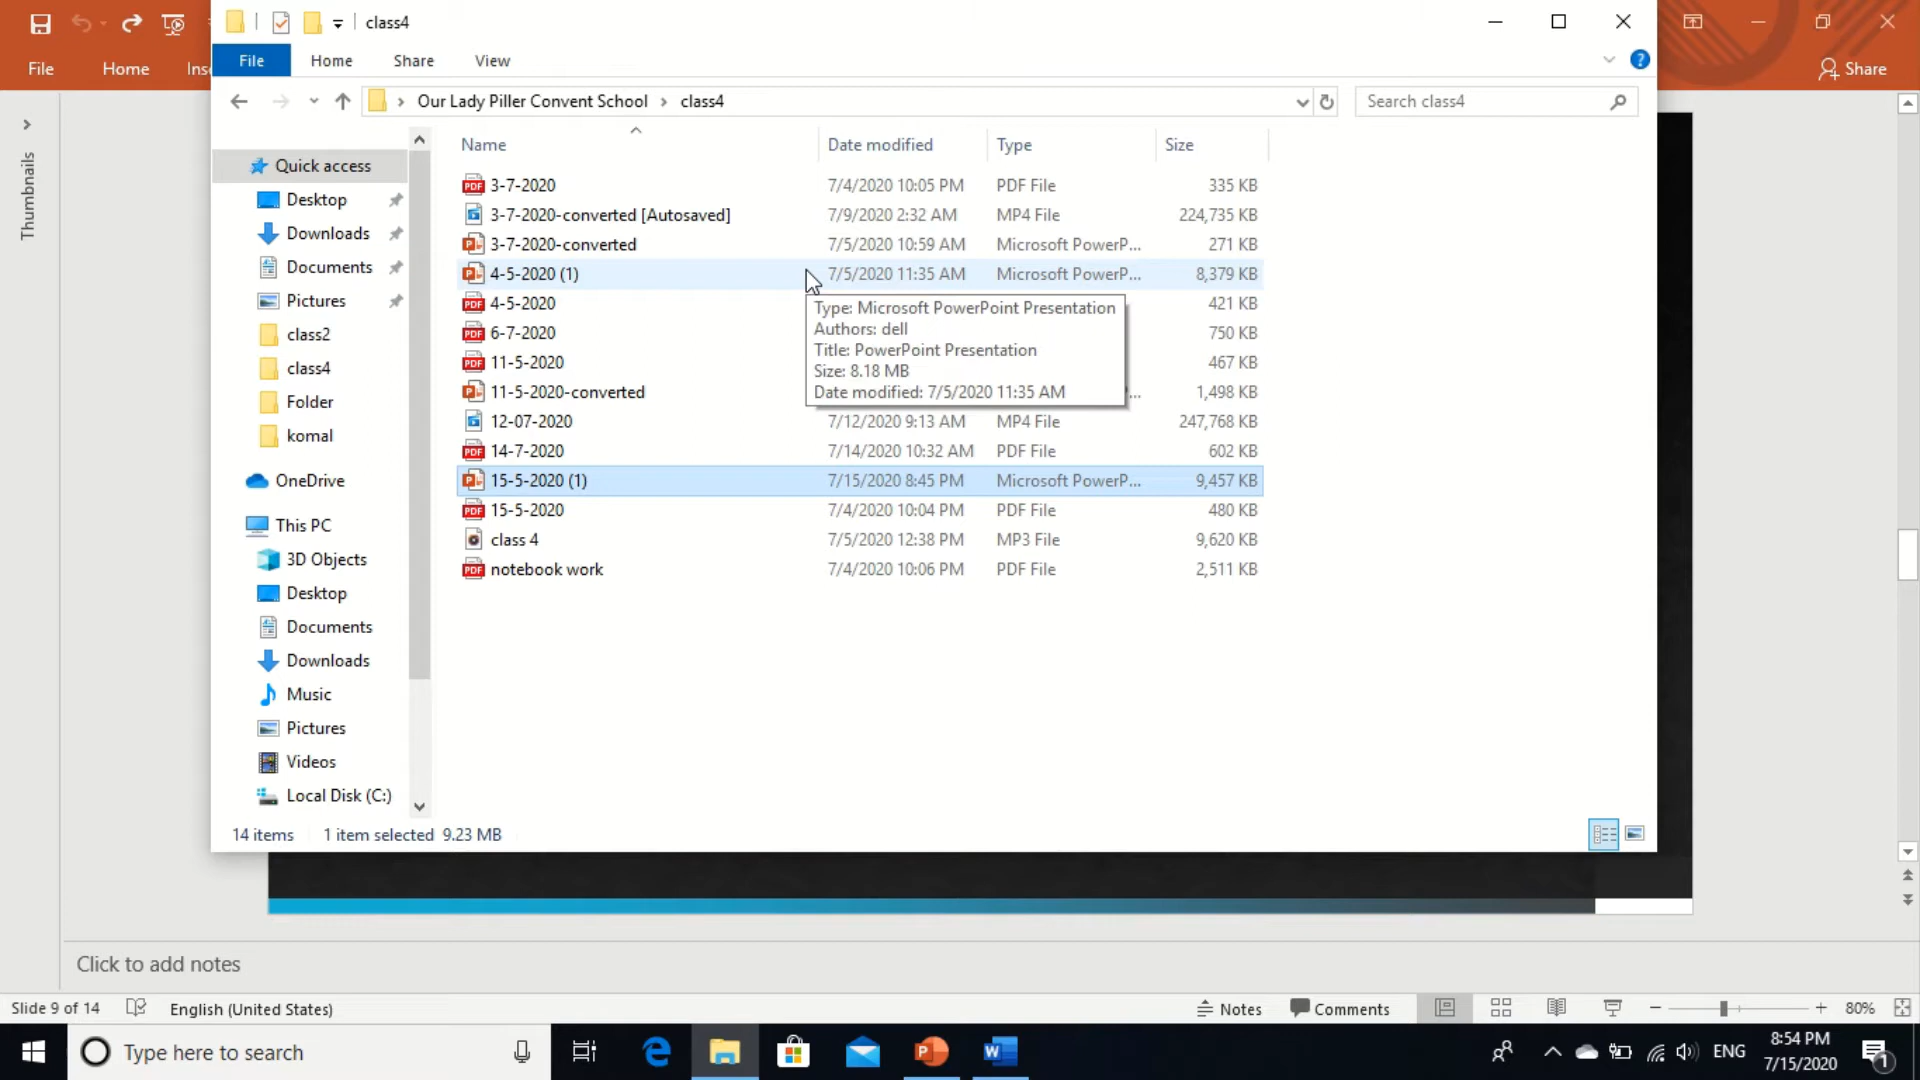 class4
File Home Ins
Share
File Home Share View
Our Lady Piller Convent School > class4
Search class4
Thumbnails
Name Date modified Type Size
3-7-2020 7/4/2020 10:05 PM PDF File 335 KB
3-7-2020-converted [Autosaved] 7/9/2020 2:32 AM MP4 File 224,735 KB
3-7-2020-converted 7/5/2020 10:59 AM Microsoft PowerP... 271 KB
4-5-2020 (1) 7/5/2020 11:35 AM Microsoft PowerP... 8,379 KB
4-5-2020 421 KB
6-7-2020 750 KB
11-5-2020 467 KB
11-5-2020-converted 1,498 KB
12-07-2020 7/12/2020 9:13 AM MP4 File 247,768 KB
14-7-2020 7/14/2020 10:32 AM PDF File 602 KB
15-5-2020 (1) 7/15/2020 8:45 PM Microsoft PowerP... 9,457 KB
15-5-2020 7/4/2020 10:04 PM PDF File 480 KB
class 4 7/5/2020 12:38 PM MP3 File 9,620 KB
notebook work 7/4/2020 10:06 PM PDF File 2,511 KB
Type: Microsoft PowerPoint Presentation
Authors: dell
Title: PowerPoint Presentation
Size: 8.18 MB
Date modified: 7/5/2020 11:35 AM
Quick access
Desktop
Downloads
Documents
Pictures
class2
class4
Folder
komal
OneDrive
This PC
3D Objects
Desktop
Documents
Downloads
Music
Pictures
Videos
Local Disk (C:)
14 items 1 item selected 9.23 MB
Click to add notes
Slide 9 of 14 English (United States) Notes Comments 80%
Type here to search
ENG
8:54 PM
7/15/2020
1